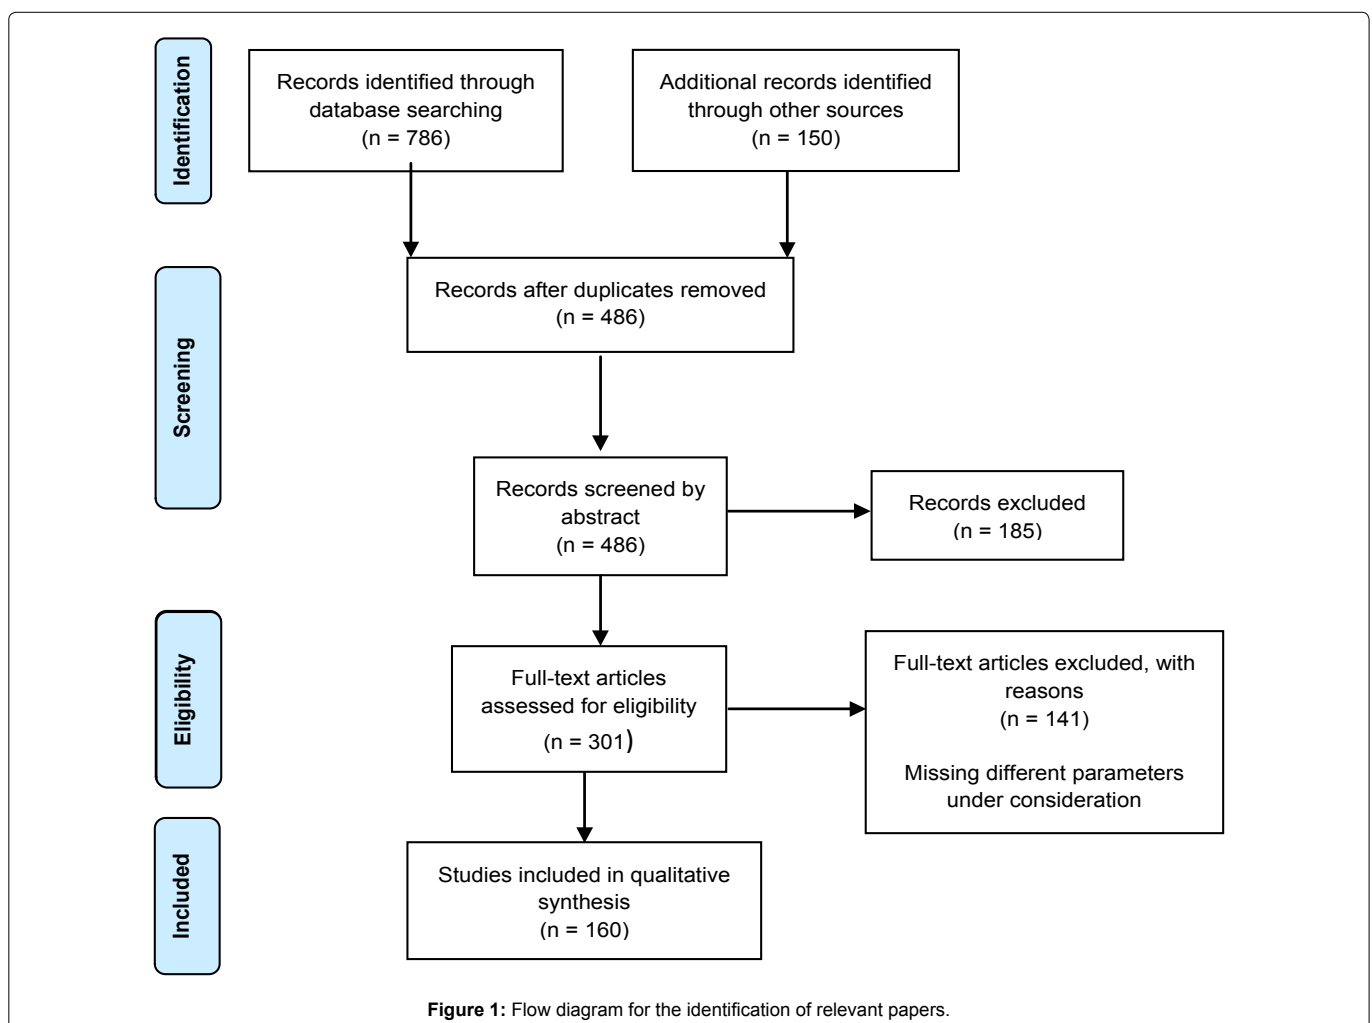 Identification
Records identified through
database searching
(n = 786)
Additional records identified
through other sources
(n = 150)
Screening
Records after duplicates removed
(n = 486)
Records screened by
abstract
(n = 486)
Records excluded
(n = 185)
Eligibility
Full-text articles
assessed for eligibility
(n = 301)
Full-text articles excluded, with
reasons
(n = 141)
Missing different parameters
under consideration
Included
Studies included in qualitative
synthesis
(n = 160)
Figure 1: Flow diagram for the identification of relevant papers.